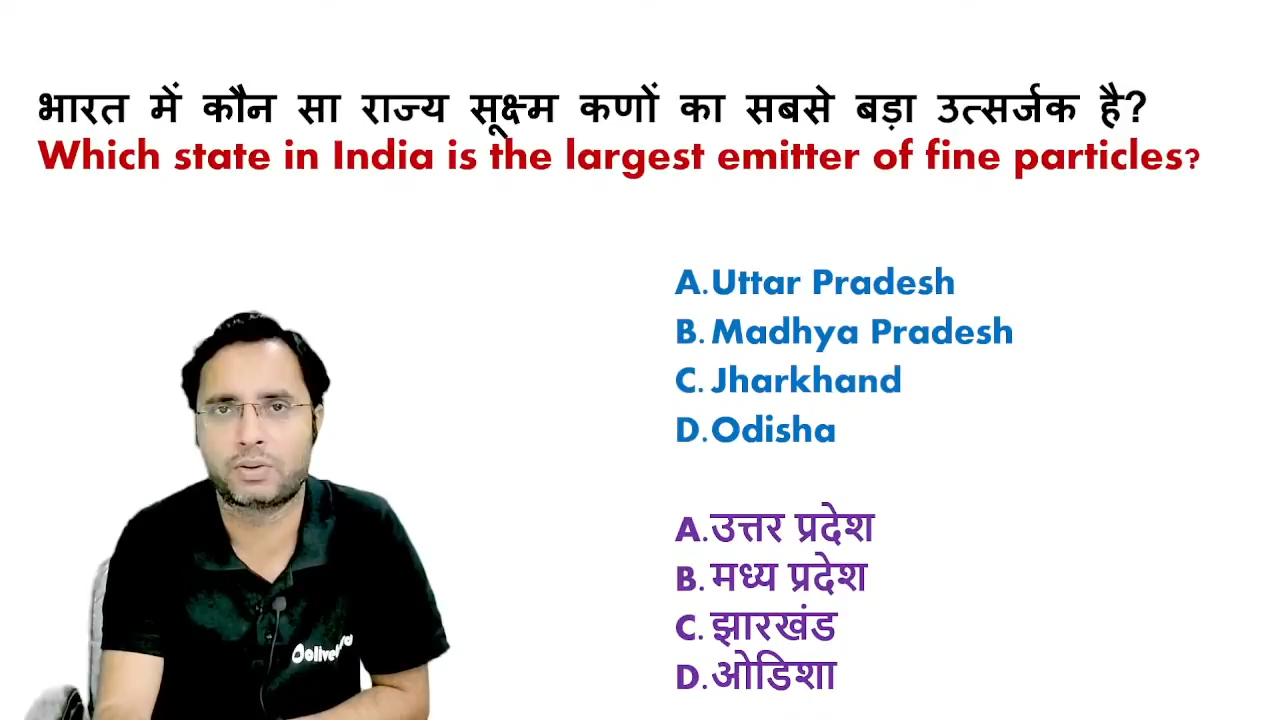 भारत में कौन सा राज्य सूक्ष्म कणों का सबसे बड़ा उत्सर्जक है?
Which state in India is the largest emitter of fine particles?
A.Uttar Pradesh
B. Madhya Pradesh
C. Jharkhand
D.Odisha
A.उत्तर प्रदेश
B. मध्य प्रदेश
C. झारखंड
D.ओडिशा